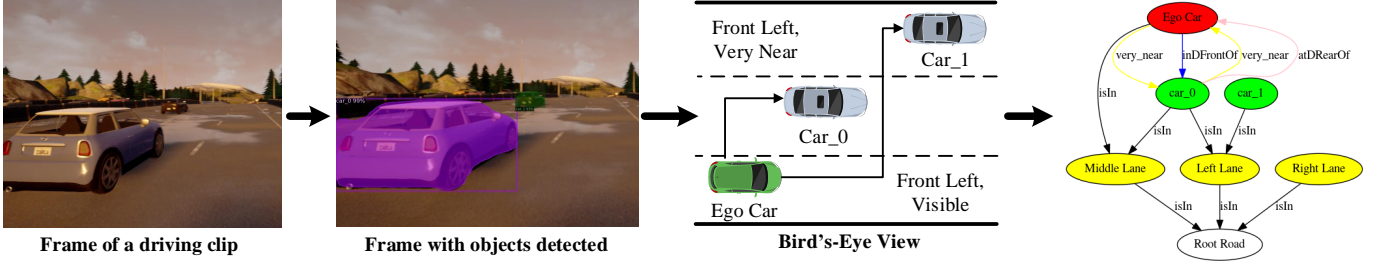 Frame of a driving clip
car_0 99%
Frame with objects detected
Front Left,
Very Near
Car_1
Car_0
Ego Car
Front Left,
Visible
Bird's-Eye View
Ego Car
very_near
inDFrontOf
very_near
atDRearOf
isIn
car_0
car_1
isIn
isIn
isIn
Middle Lane
Left Lane
Right Lane
isIn
isIn
isIn
Root Road